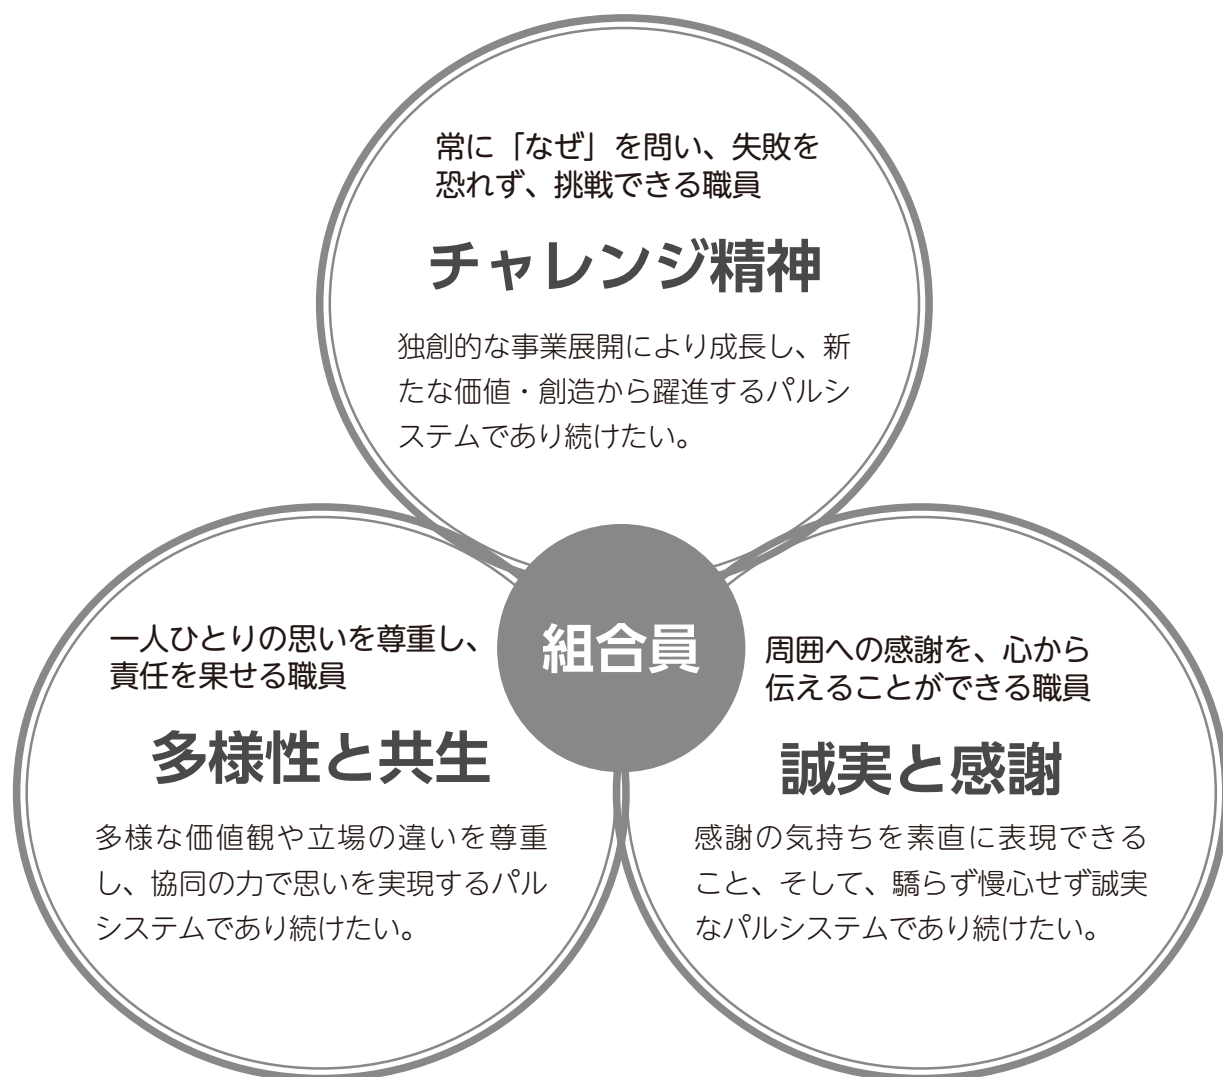 常に「なぜ」を問い、失敗を
恐れず、挑戦できる職員
チャレンジ精神
独創的な事業展開により成長し、新
たな価値・創造から躍進するパルシ
ステムであり続けたい。
組合員
一人ひとりの思いを尊重し、
責任を果せる職員
多様性と共生
多様な価値観や立場の違いを尊重
し、協同の力で思いを実現するパル
システムであり続けたい。
周囲への感謝を、心から
伝えることができる職員
誠実と感謝
感謝の気持ちを素直に表現できる
こと、そして、驕らず慢心せず誠実
なパルシステムであり続けたい。